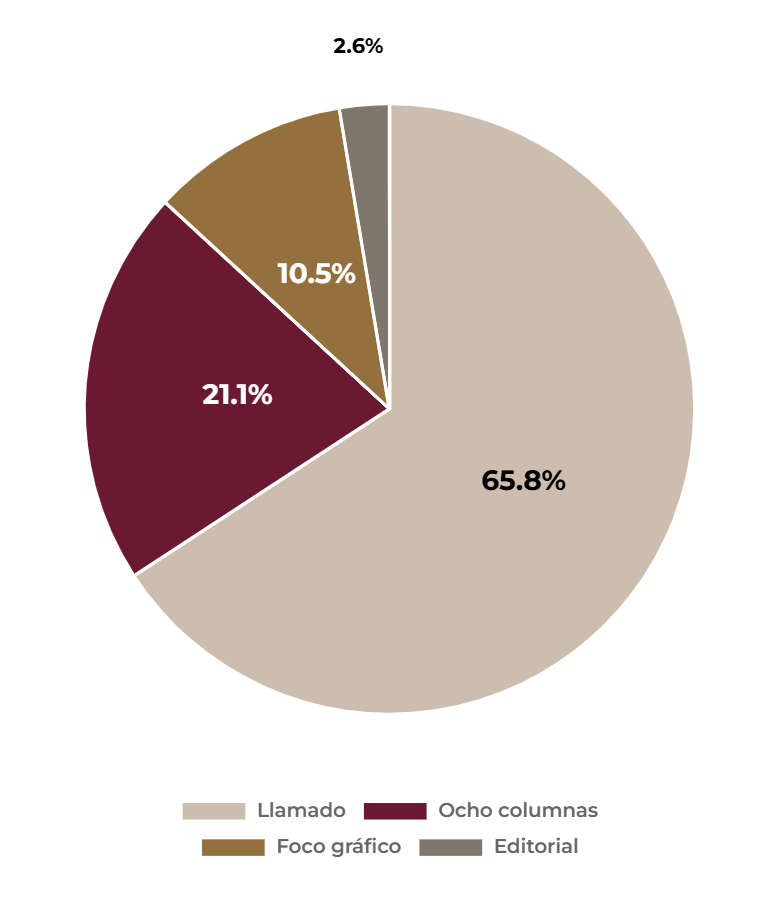 2.6%
10.5%
21.1%
65.8%
Llamado Ocho columnas
Foco gráfico Editorial